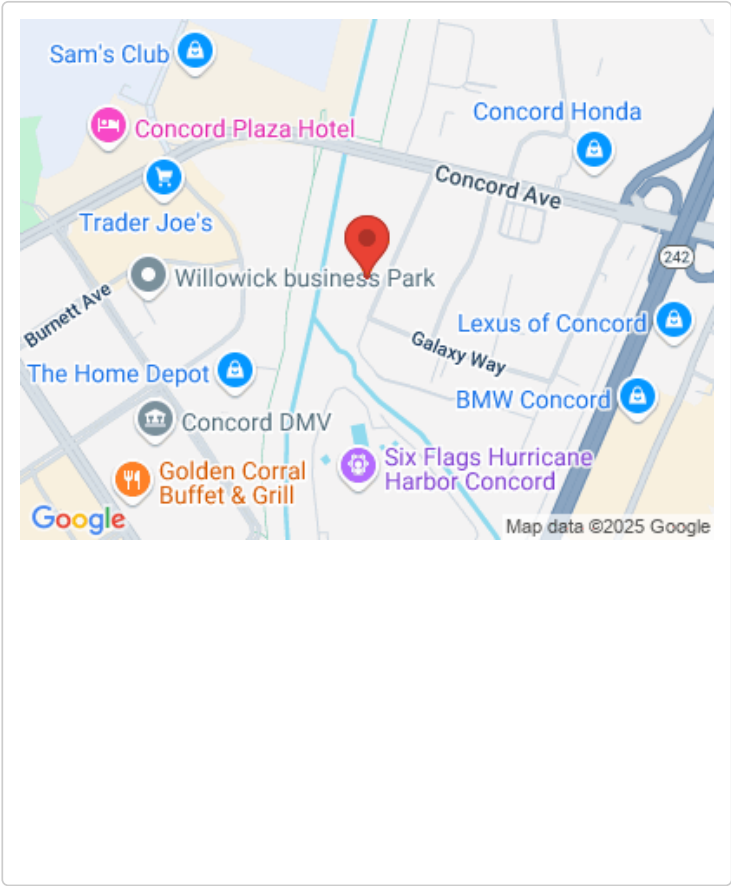 Sam's Club
Concord Plaza Hotel
Concord Honda
Concord Ave
Trader Joe's
242
Willowick business Park
Burnett Ave
Lexus of Concord
Galaxy Way
The Home Depot
BMW Concord
Concord DMV
Six Flags Hurricane
Harbor Concord
Golden Corral
Buffet & Grill
Google
Map data ©2025 Google